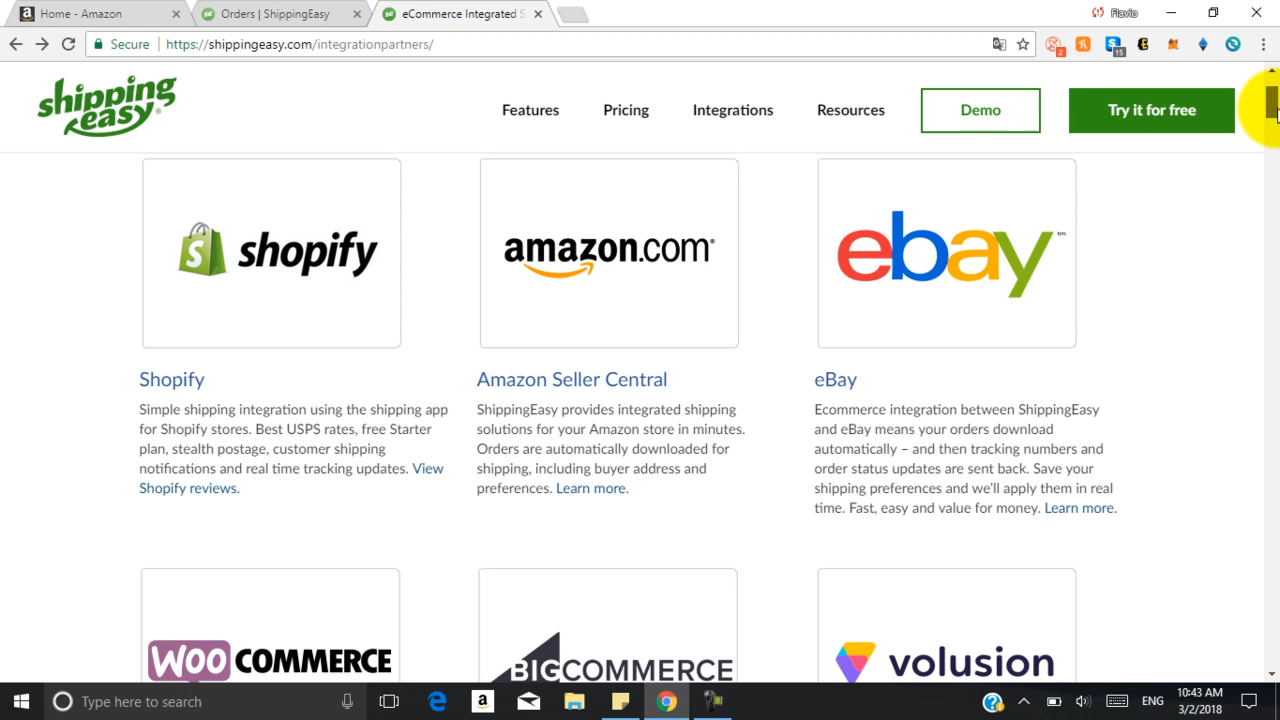 Home - Amazon
Orders | ShippingEasy
eCommerce Integrated S
Flavio
Secure
https://shippingeasy.com/integrationpartners/
2
15
shipping
easy
Features
Pricing
Integrations
Resources
Demo
Try it for free
shopify
amazon.com
ebay™
Shopify
Simple shipping integration using the shipping app
for Shopify stores. Best USPS rates, free Starter
plan, stealth postage, customer shipping
notifications and real time tracking updates. View
Shopify reviews.
Amazon Seller Central
ShippingEasy provides integrated shipping
solutions for your Amazon store in minutes.
Orders are automatically downloaded for
shipping, including buyer address and
preferences. Learn more.
eBay
Ecommerce integration between ShippingEasy
and eBay means your orders download
automatically – and then tracking numbers and
order status updates are sent back. Save your
shipping preferences and we'll apply them in real
time. Fast, easy and value for money. Learn more.
WOO COMMERCE
BIGCOMMERCE
volusion
Type here to search
ENG
10:43 AM
3/2/2018